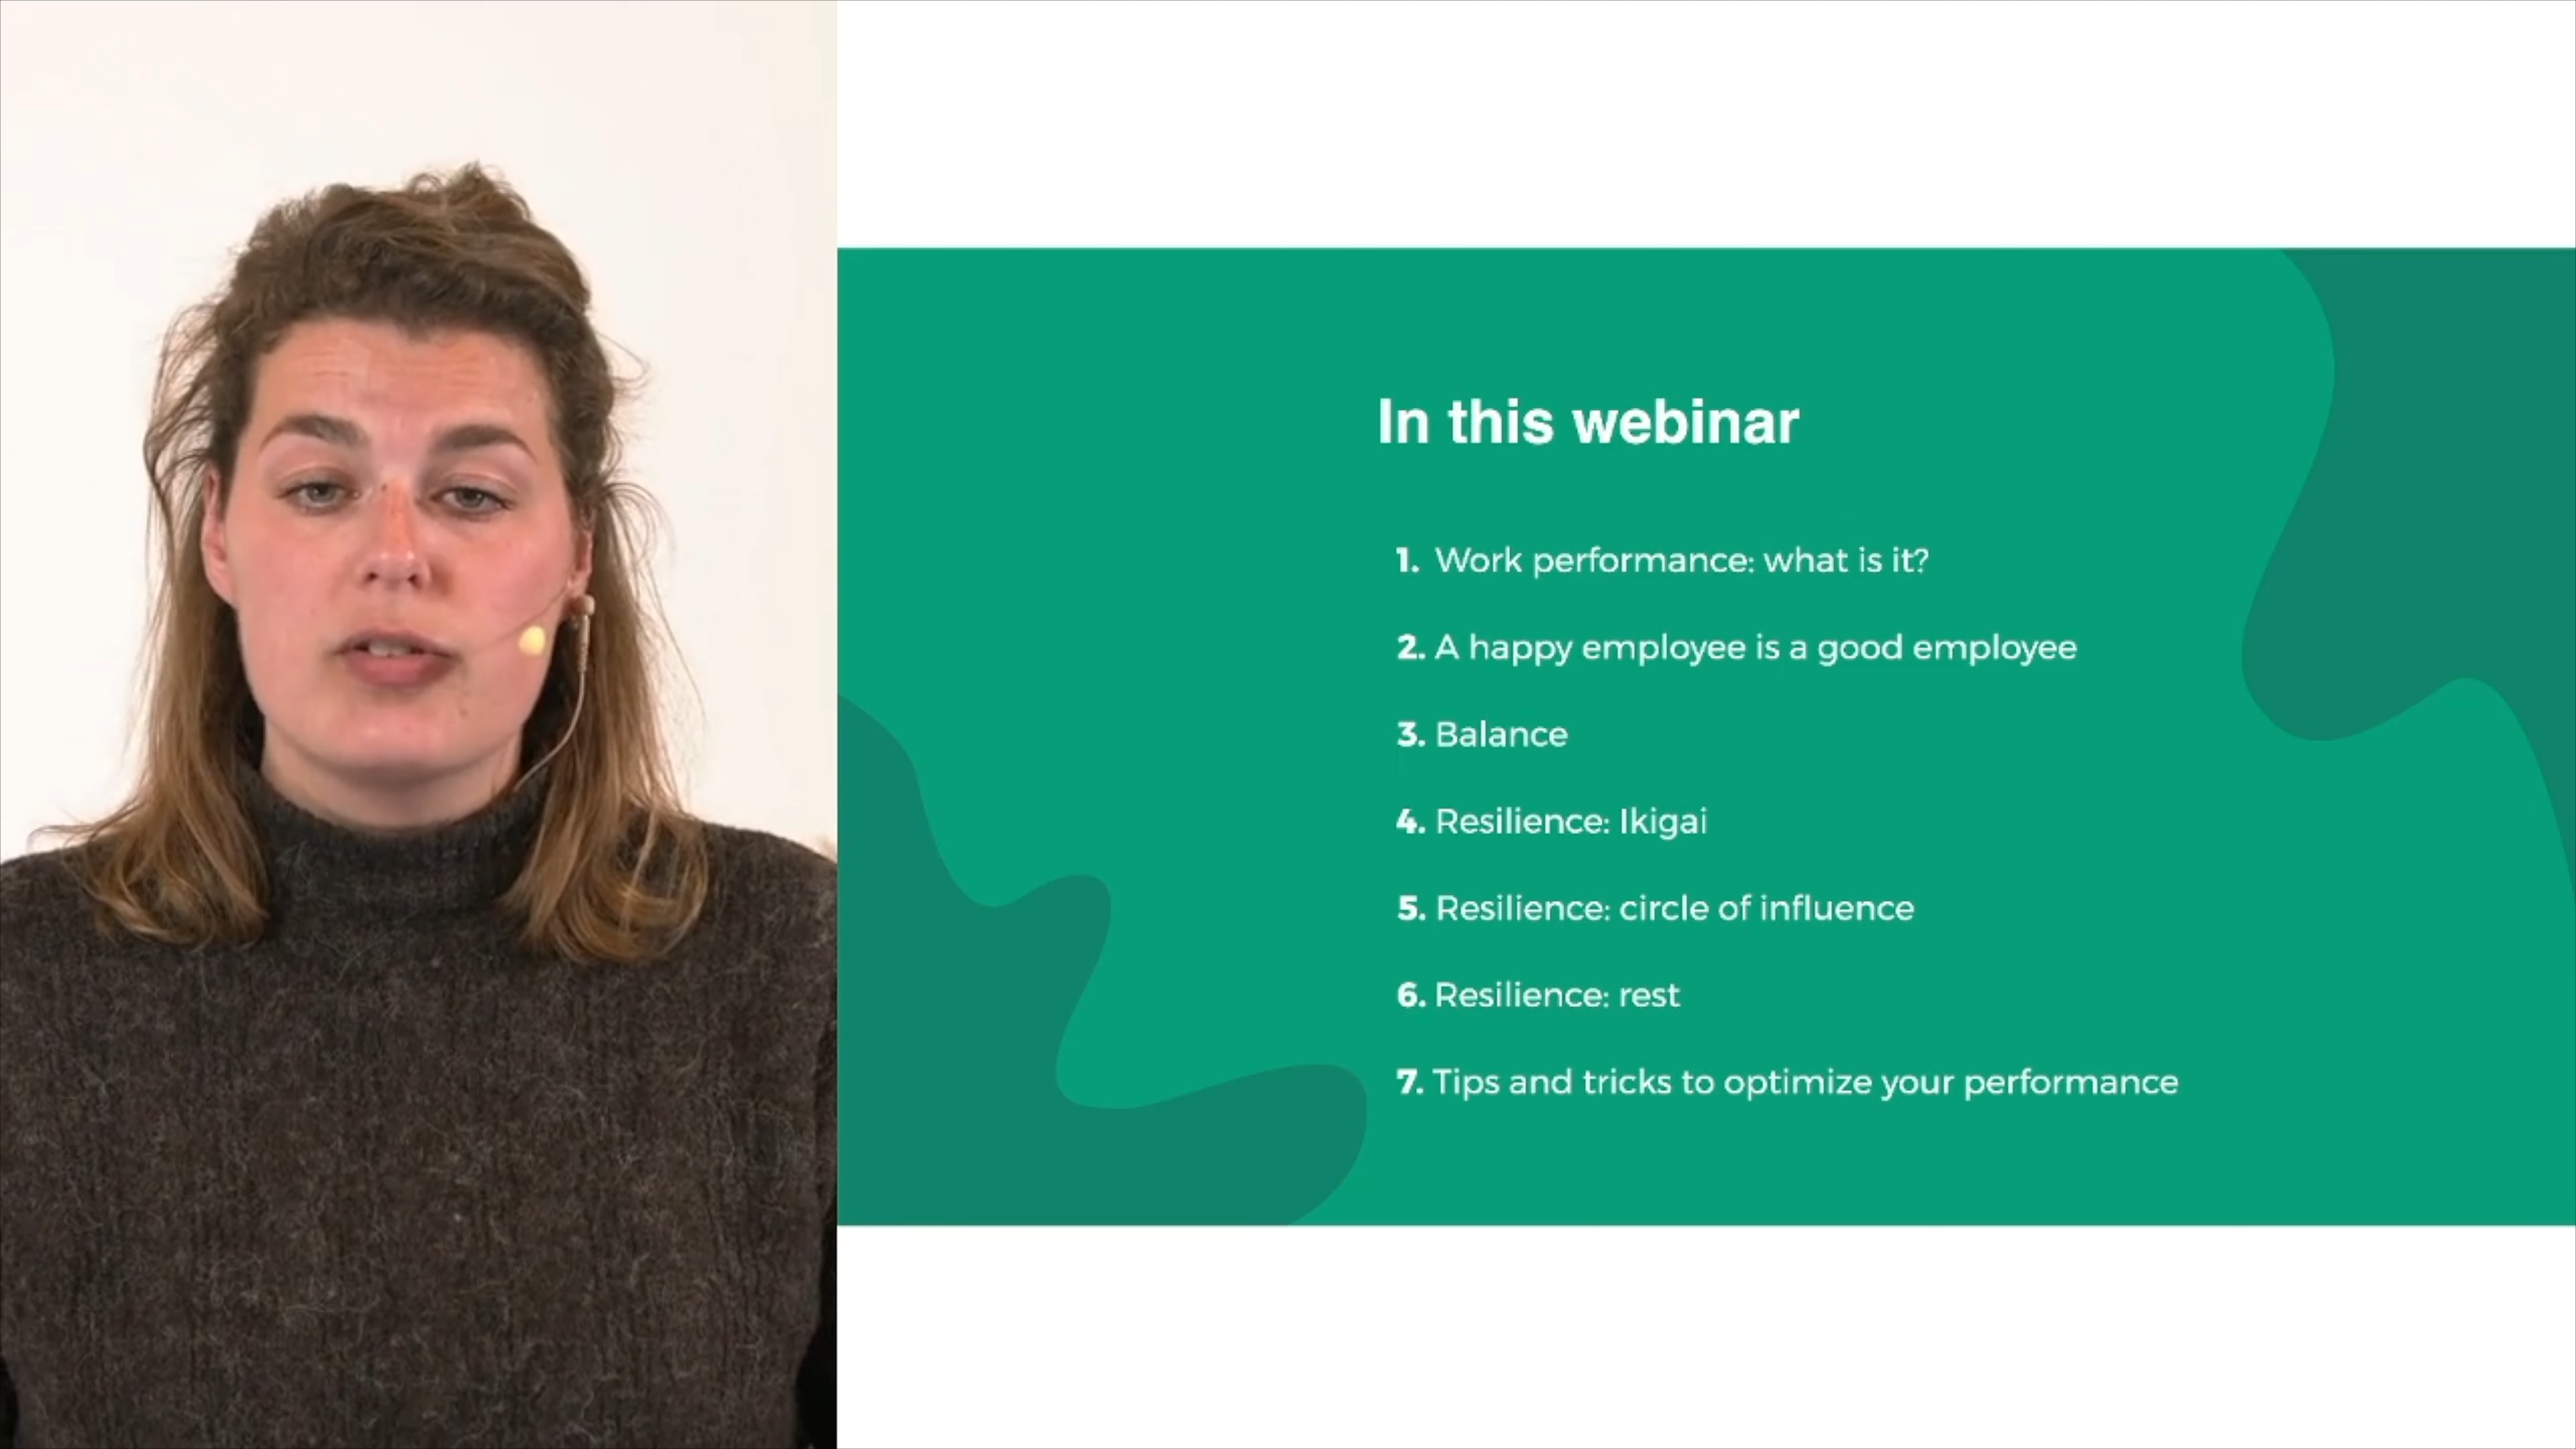 In this webinar
1. Work performance: what is it?
2. A happy employee is a good employee
3. Balance
4. Resilience: Ikigai
5. Resilience: circle of influence
6. Resilience: rest
7. Tips and tricks to optimize your performance